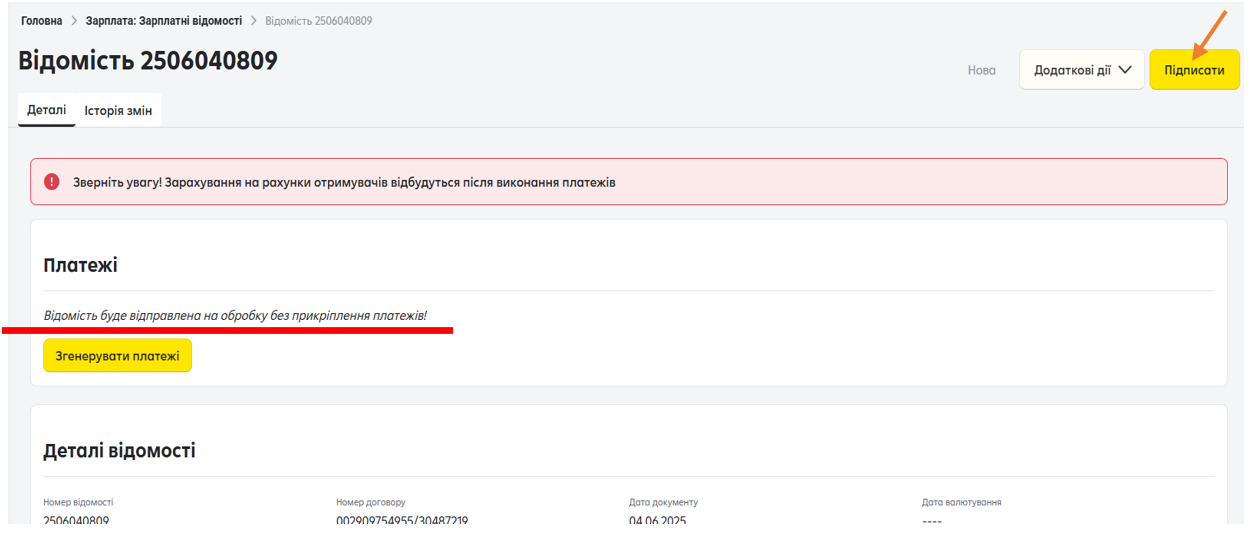 Головна > Зарплата: Зарплатні відомості > Відомість 2506040809
Відомість 2506040809
Нова
Додаткові дії
Підписати
Деталі
Історія змін
Зверніть увагу! Зарахування на рахунки отримувачів відбудуться після виконання платежів
Платежі
Відомість буде відправлена на обробку без прикріплення платежів!
Згенерувати платежі
Деталі відомості
Номер відомості
Номер договору
Дата документу
Дата валютування
2506040809
002909754955/30487219
04.06.2025
----